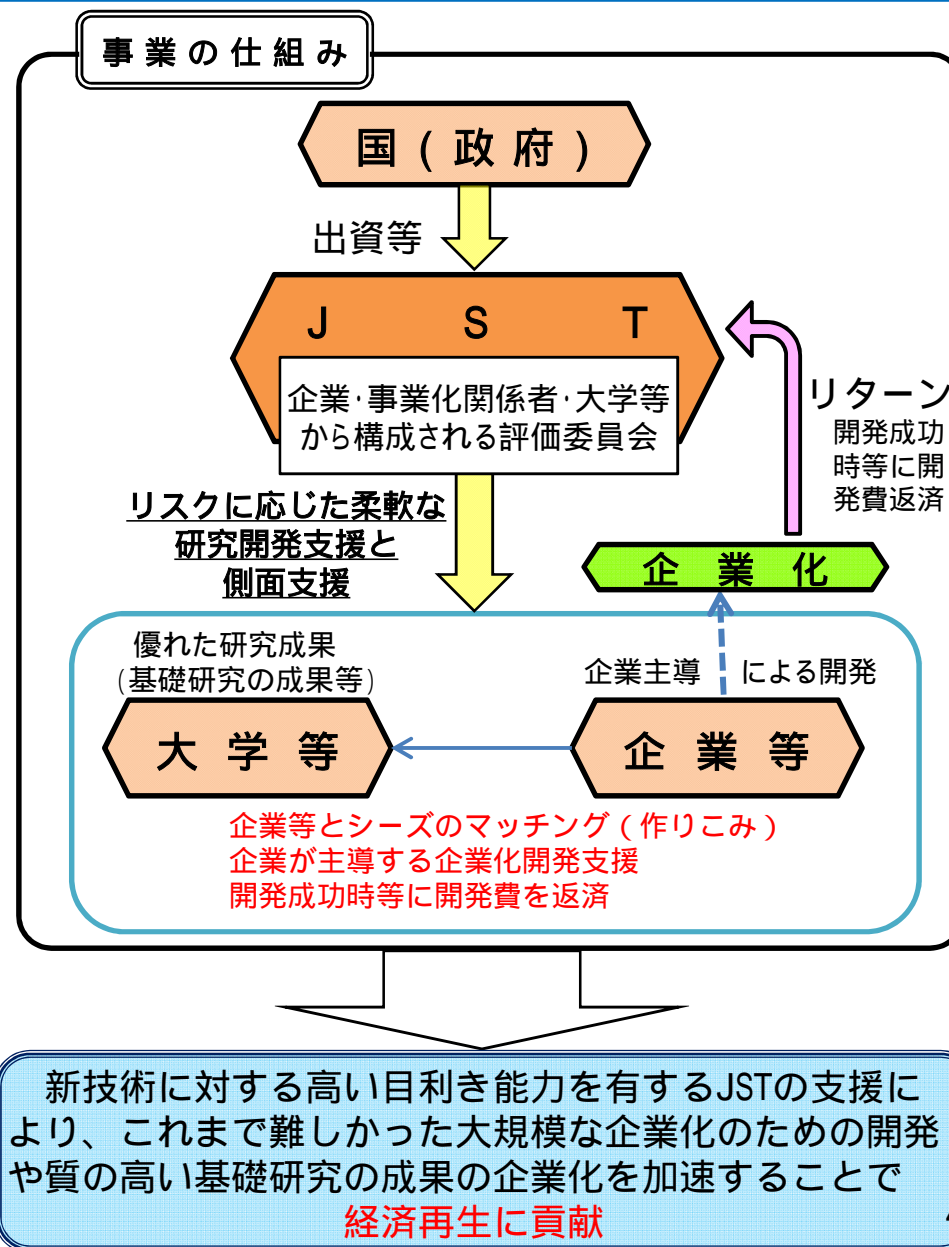 事業の仕組み
国(政府)
出資等
JST
企業・事業化関係者・大学等
から構成される評価委員会
リターン
開発成功
時等に開
発費返済
リスクに応じた柔軟な
研究開発支援と
側面支援
企業化
優れた研究成果
(基礎研究の成果等)
企業主導 による開発
大学等
企業等
企業等とシーズのマッチング(作りこみ)
企業が主導する企業化開発支援
開発成功時等に開発費を返済
新技術に対する高い目利き能力を有するJSTの支援に
より、これまで難しかった大規模な企業化のための開発
や質の高い基礎研究の成果の企業化を加速することで
経済再生に貢献